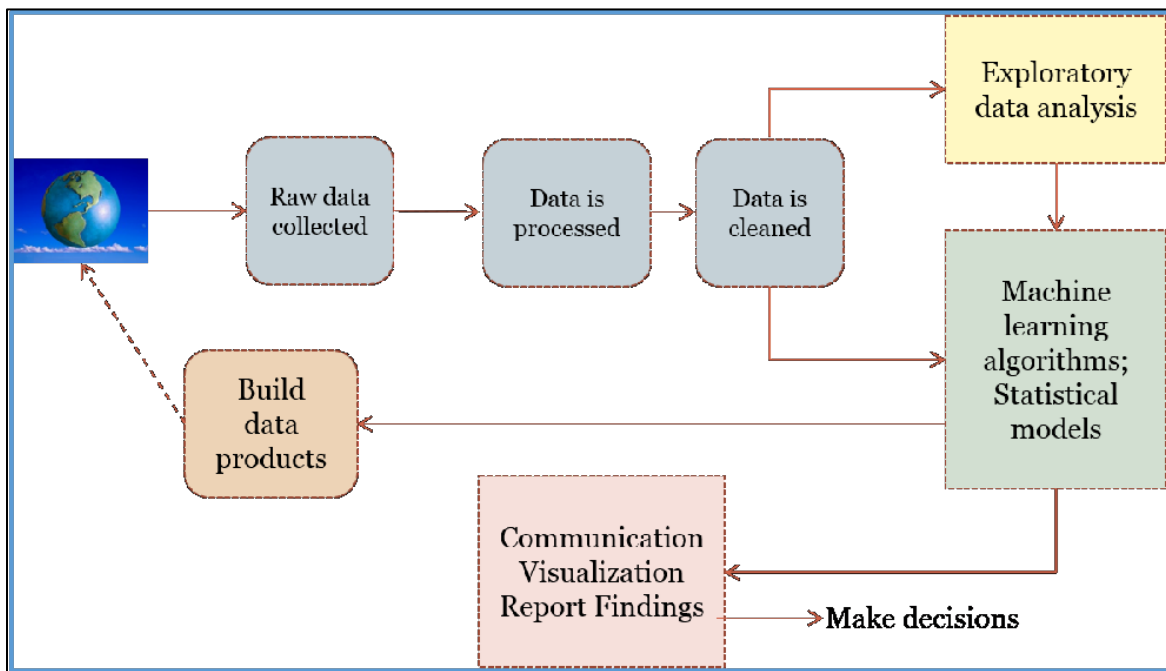 Exploratory
data analysis
Raw data
collected
Data is
processed
Data is
cleaned
Machine
learning
algorithms;
Statistical
models
Build
data
products
Communication
Visualization
Report Findings
Make decisions